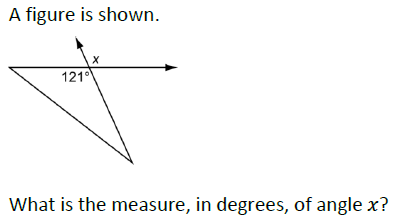 A figure is shown.
x
121°
What is the measure, in degrees, of angle x?